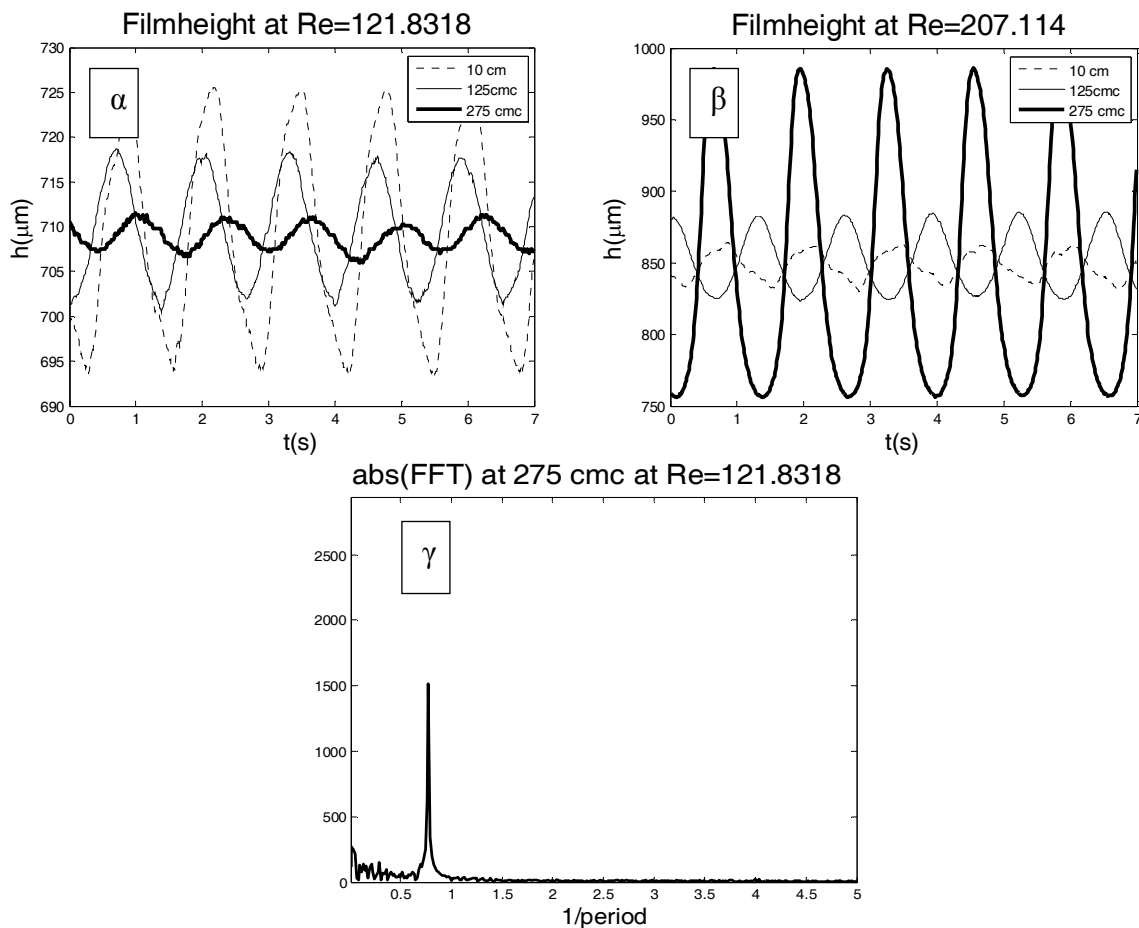 Filmheight at Re=121.8318
730
725
720
715
710
705
700
695
690
h(μm)
0 1 2 3 4 5 6 7
t(s)
α
10 cm
125cmc
275 cmc
Filmheight at Re=207.114
1000
950
900
850
800
750
h(μm)
0 1 2 3 4 5 6 7
t(s)
β
10 cm
125cmc
275 cmc
abs(FFT) at 275 cmc at Re=121.8318
2500
2000
1500
1000
500
0
0.5 1 1.5 2 2.5 3 3.5 4 4.5 5
1/period
γ